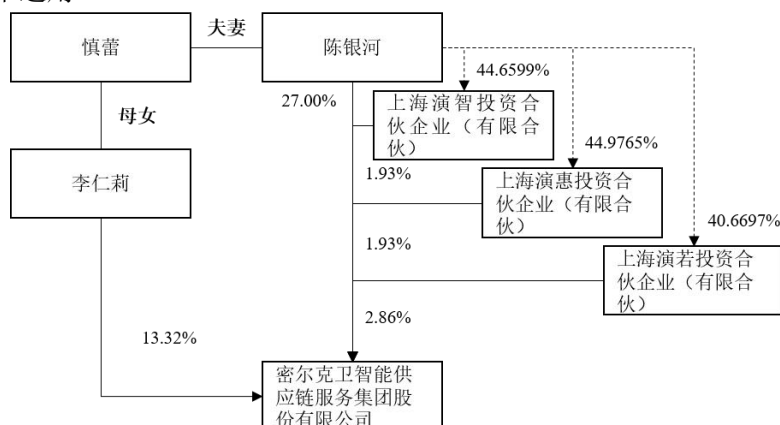 夫妻
慎蕾
陈银河
44.6599%
27.00%
上海演智投资合
伙企业（有限合
伙）
母女
44.9765%
1.93%
上海演惠投资合
伙企业（有限合
伙）
李仁莉
40.6697%
1.93%
上海演若投资合
伙企业（有限合
伙）
2.86%
13.32%
密尔克卫智能供
应链服务集团股
份有限公司